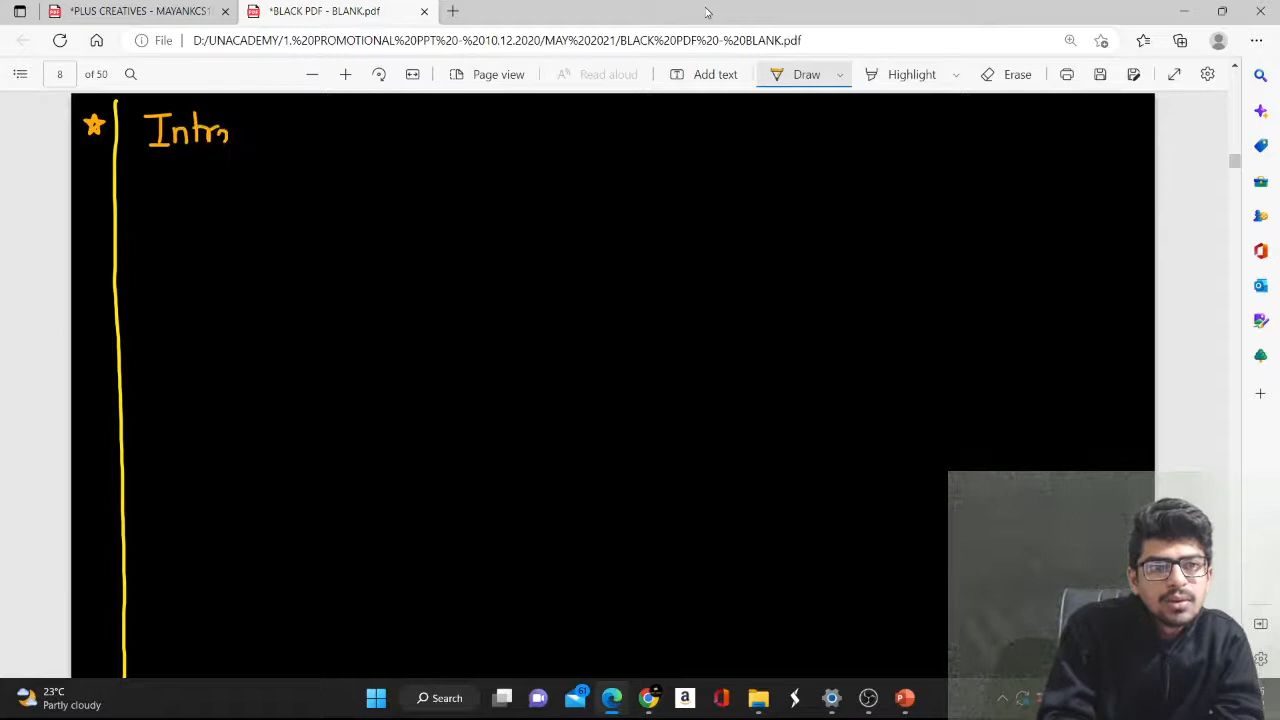 *PLUS CREATIVES - MAYANKCS1
*BLACK PDF - BLANK.pdf
File
D:/UNACADEMY/1.%20PROMOTIONAL%20PPT%20-%2010.12.2020/MAY%202021/BLACK%20PDF%20-%20BLANK.pdf
8 of 50
Page view
Read aloud
Add text
Draw
Highlight
Erase
Intro
23°C
Partly cloudy
Search
61